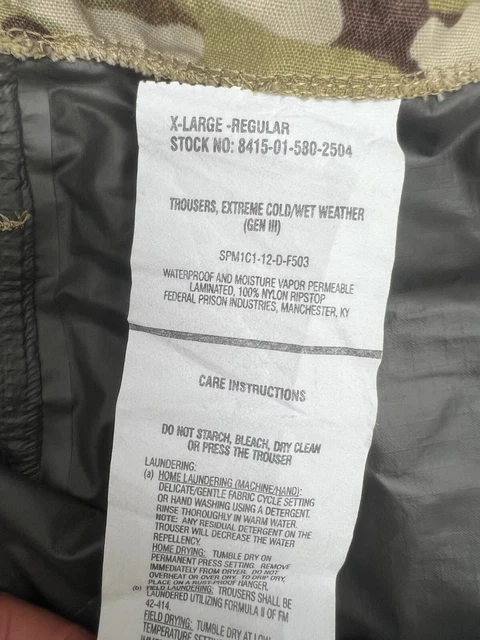 X-LARGE -REGULAR
STOCK NO: 8415-01-580-2504
TROUSERS, EXTREME COLD/WET WEATHER
(GEN III)
SPM1C1-12-D-F503
WATERPROOF AND MOISTURE VAPOR PERMEABLE
LAMINATED, 100% NYLON RIPSTOP
FEDERAL PRISON INDUSTRIES, MANCHESTER, KY
CARE INSTRUCTIONS
DO NOT STARCH, BLEACH, DRY CLEAN
OR PRESS THE TROUSER
LAUNDERING:
(a) HOME LAUNDERING (MACHINE/HAND):
DELICATE/GENTLE FABRIC CYCLE SETTING
OR HAND WASHING USING A DETERGENT.
RINSE THOROUGHLY IN WARM WATER.
NOTE: ANY RESIDUAL DETERGENT ON THE
TROUSER WILL DECREASE THE WATER
REPELLENCY.
HOME DRYING: TUMBLE DRY ON
PERMANENT PRESS SETTING. REMOVE
IMMEDIATELY FROM DRYER. DO NOT
OVERHEAT OR OVER DRY. TO DRIP DRY,
PLACE ON A RUST-PROOF HANGER.
(b) FIELD LAUNDERING: TROUSERS SHALL BE
LAUNDERED UTILIZING FORMULA II OF FM
42-414.
FIELD DRYING: TUMBLE DRY AT LOW
TEMPERATURE